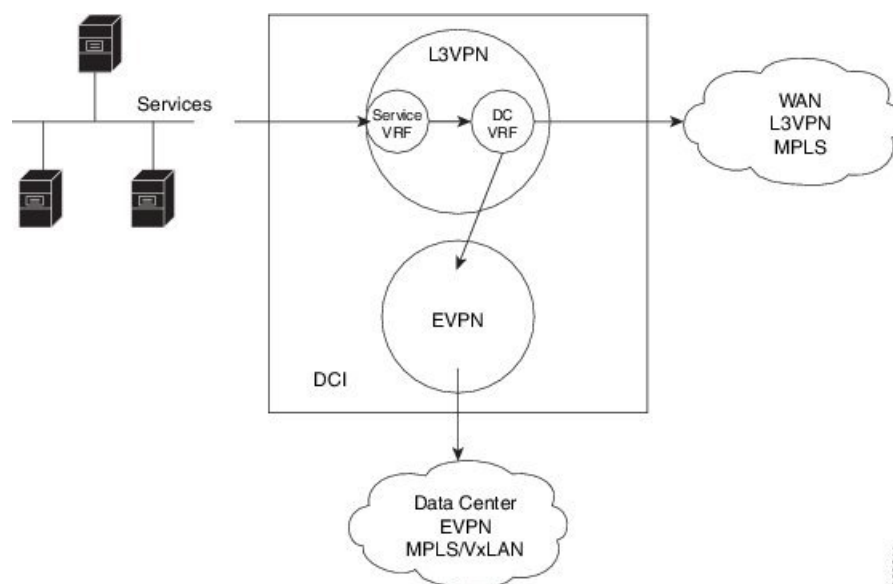 L3VPN
Services
Service
VRF
DC
VRF
WAN
L3VPN
MPLS
EVPN
DCI
Data Center
EVPN
MPLS/VxLAN